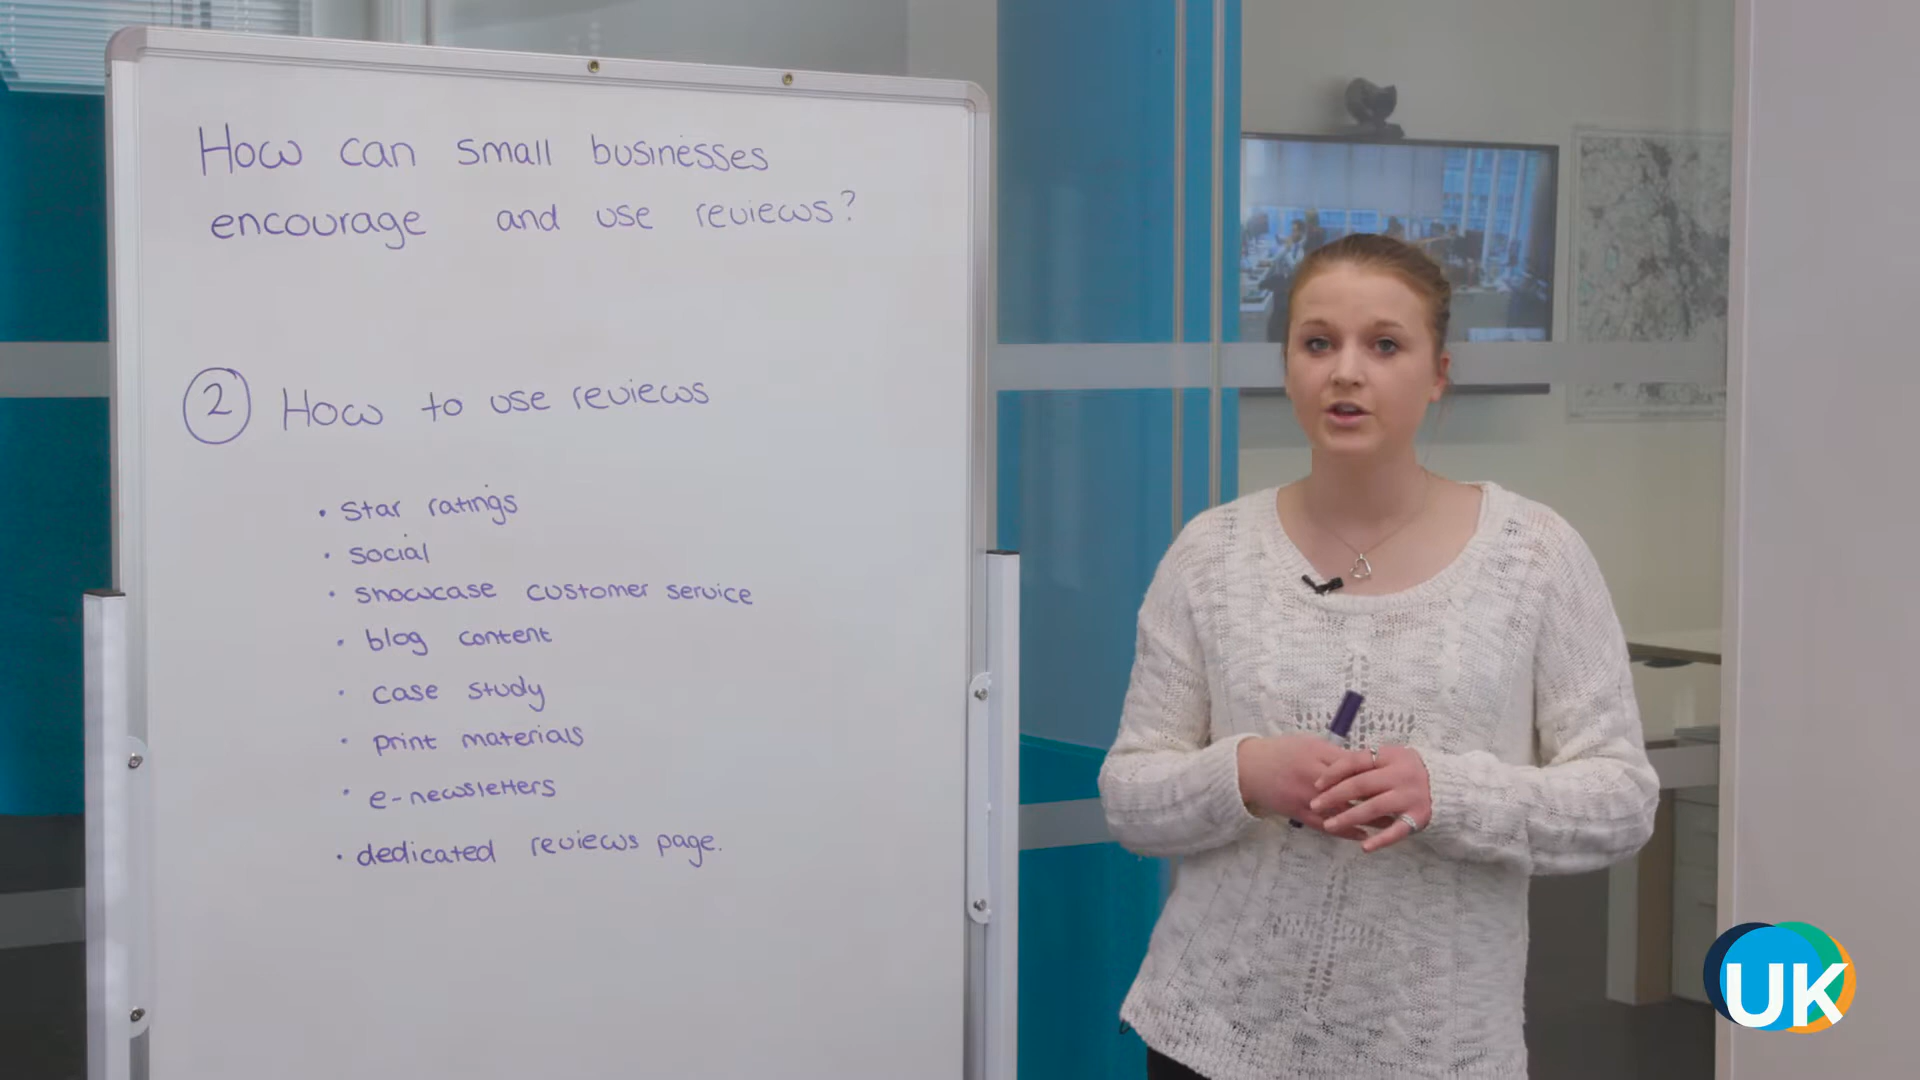 How can small businesses
encourage and use reviews?
2 How to use reviews
• star ratings
• social
• showcase customer service
• blog content
• case study
• print materials
• e-newsletters
• dedicated reviews page.
UK